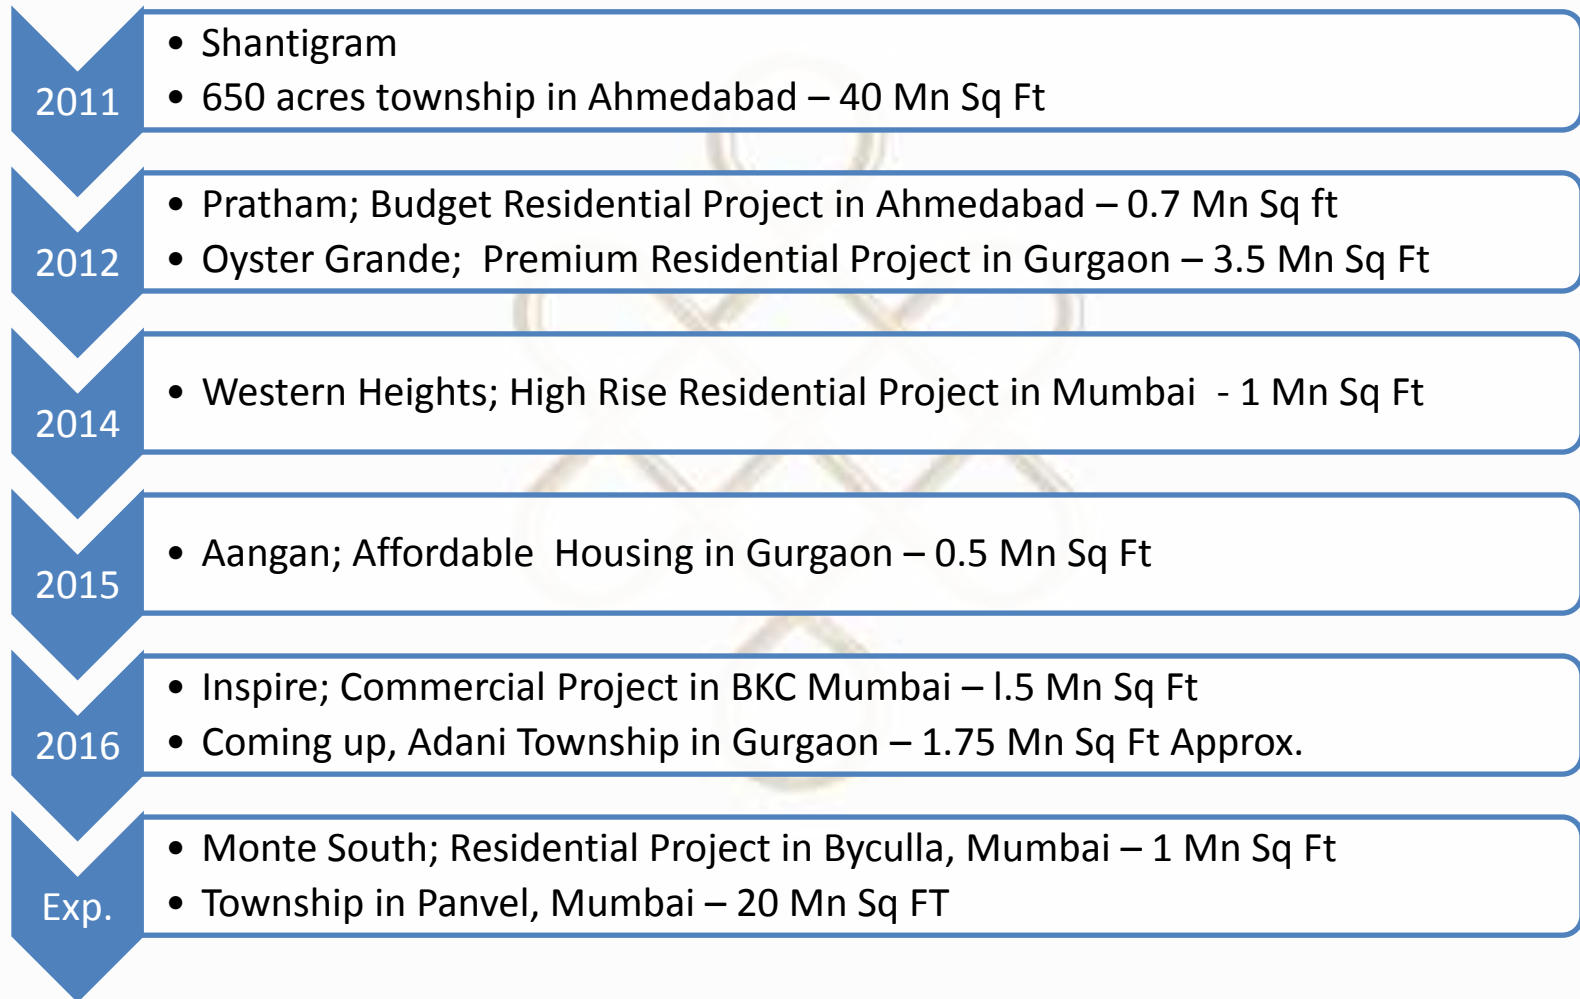 2011
• Shantigram
• 650 acres township in Ahmedabad – 40 Mn Sq Ft
2012
• Pratham; Budget Residential Project in Ahmedabad – 0.7 Mn Sq ft
• Oyster Grande;  Premium Residential Project in Gurgaon – 3.5 Mn Sq Ft
2014
• Western Heights; High Rise Residential Project in Mumbai  - 1 Mn Sq Ft
2015
• Aangan; Affordable  Housing in Gurgaon – 0.5 Mn Sq Ft
2016
• Inspire; Commercial Project in BKC Mumbai – l.5 Mn Sq Ft
• Coming up, Adani Township in Gurgaon – 1.75 Mn Sq Ft Approx.
Exp.
• Monte South; Residential Project in Byculla, Mumbai – 1 Mn Sq Ft
• Township in Panvel, Mumbai – 20 Mn Sq FT